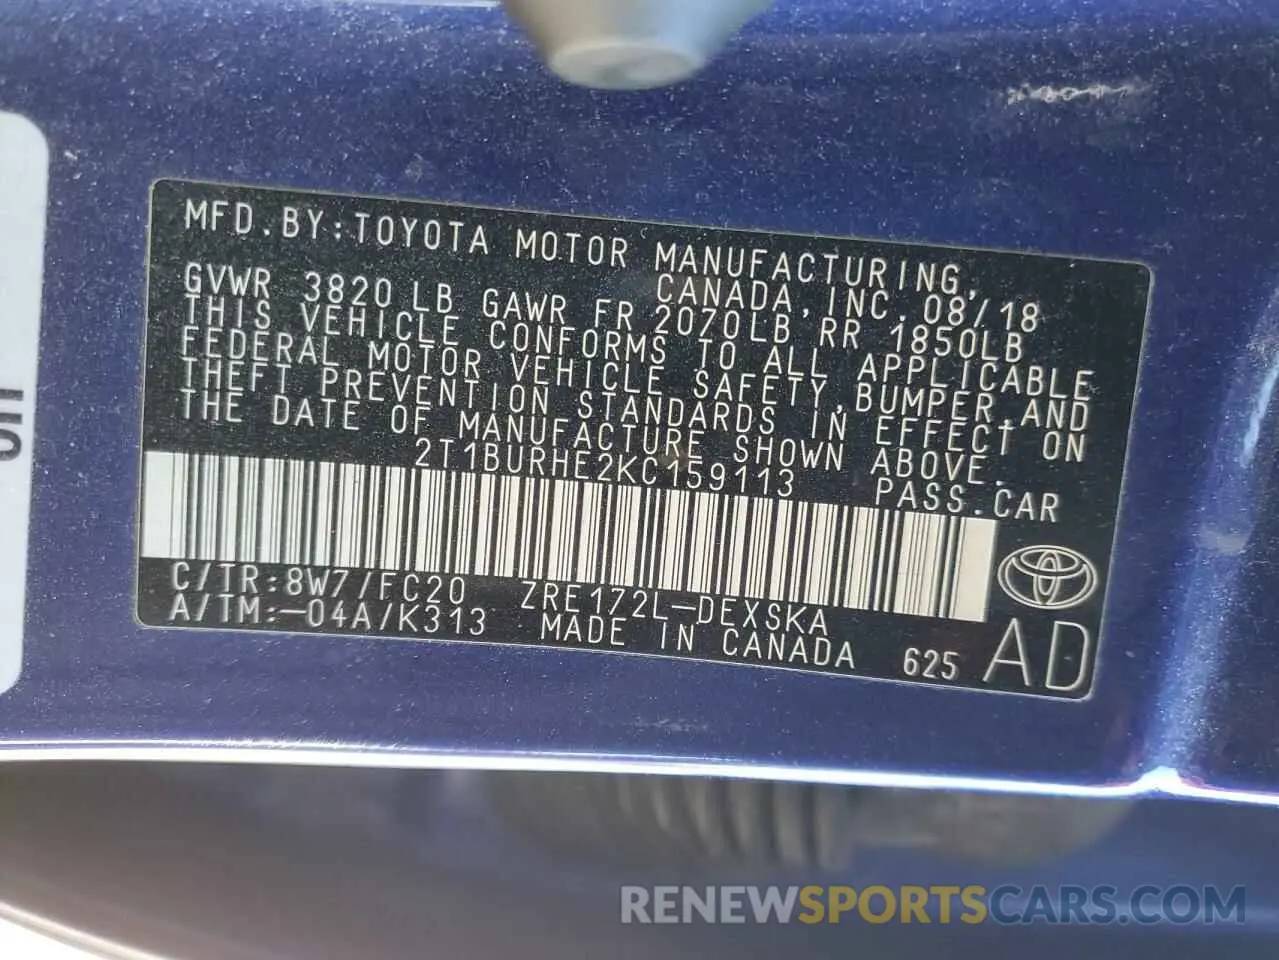 MFD.BY:TOYOTA MOTOR MANUFACTURING,
CANADA, INC. 08/18
GVWR 3820 LB GAWR FR 2070LB RR 1850LB
THIS VEHICLE CONFORMS TO ALL APPLICABLE
FEDERAL MOTOR VEHICLE SAFETY, BUMPER, AND
THEFT PREVENTION STANDARDS IN EFFECT ON
THE DATE OF MANUFACTURE SHOWN ABOVE.
2T1BURHE2KC159113 PASS.CAR
C/TR:8W7/FC20 ZRE172L-DEXSKA
A/TM:-04A/K313 MADE IN CANADA 625 AD
RENEWSPORTSCARS.COM